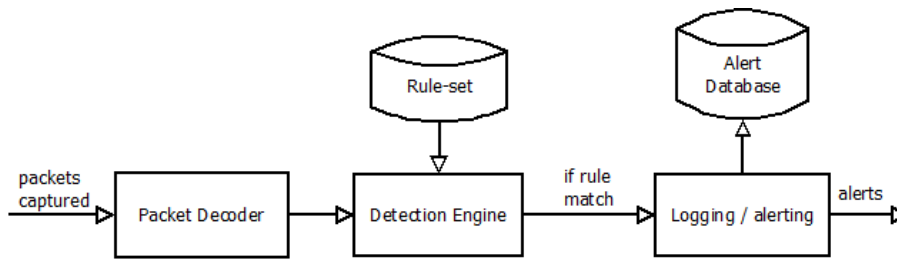 Rule-set
Alert
Database
packets
captured
Packet Decoder
Detection Engine
if rule
match
Logging / alerting
alerts